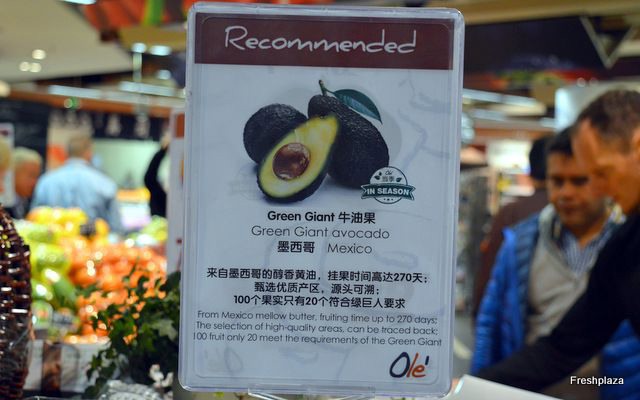 Recommended
Olé
当季
IN SEASON
Green Giant 牛油果
Green Giant avocado
墨西哥 Mexico
来自墨西哥的醇香黄油，挂果时间高达270天；
甄选优质产区，源头可溯；
100个果实只有20个符合绿巨人要求
From Mexico mellow butter, fruiting time up to 270 days;
The selection of high-quality areas, can be traced back;
100 fruit only 20 meet the requirements of the Green Giant
Olé
Freshplaza